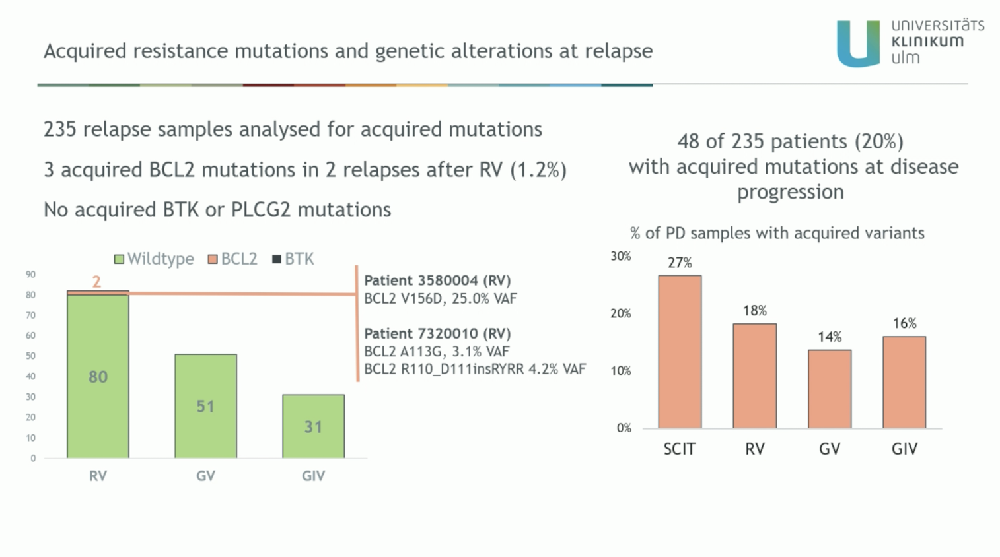 Acquired resistance mutations and genetic alterations at relapse
UNIVERSITÄTS
KLINIKUM
ulm
235 relapse samples analysed for acquired mutations
3 acquired BCL2 mutations in 2 relapses after RV (1.2%)
No acquired BTK or PLCG2 mutations
48 of 235 patients (20%)
with acquired mutations at disease
progression
Wildtype BCL2 BTK
90
80
70
60
50
40
30
20
10
0
2
80
51
31
RV GV GIV
Patient 3580004 (RV)
BCL2 V156D, 25.0% VAF
Patient 7320010 (RV)
BCL2 A113G, 3.1% VAF
BCL2 R110_D111insRYRR 4.2% VAF
% of PD samples with acquired variants
30%
20%
10%
0%
27%
18%
14%
16%
SCIT RV GV GIV